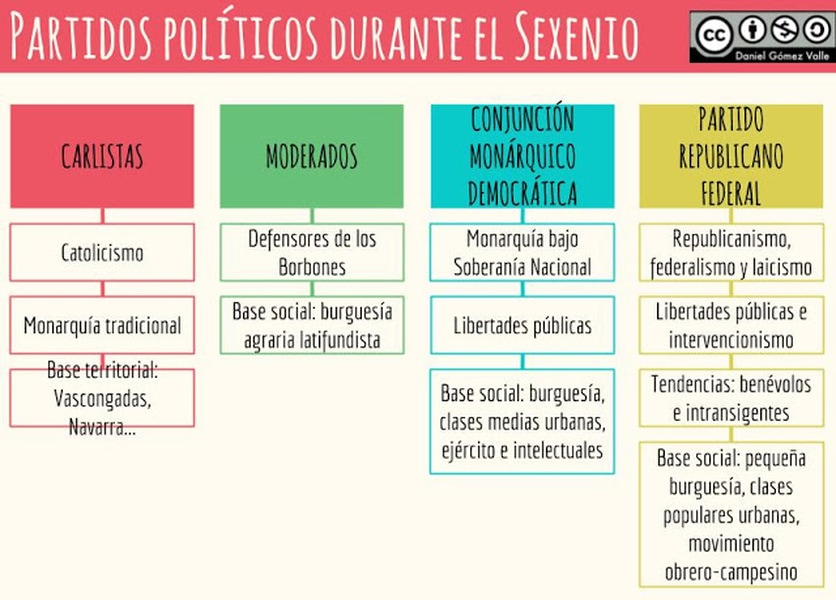 PARTIDOS POLÍTICOS DURANTE EL SEXENIO
cc
Daniel Gómez Valle
CARLISTAS
Catolicismo
Monarquía tradicional
Base territorial:
Vascongadas,
Navarra...
MODERADOS
Defensores de los
Borbones
Base social: burguesía
agraria latifundista
CONJUNCIÓN
MONÁRQUICO
DEMOCRÁTICA
Monarquía bajo
Soberanía Nacional
Libertades públicas
Base social: burguesía,
clases medias urbanas,
ejército e intelectuales
PARTIDO
REPUBLICANO
FEDERAL
Republicanismo,
federalismo y laicismo
Libertades públicas e
intervencionismo
Tendencias: benévolos
e intransigentes
Base social: pequeña
burguesía, clases
populares urbanas,
movimiento
obrero-campesino